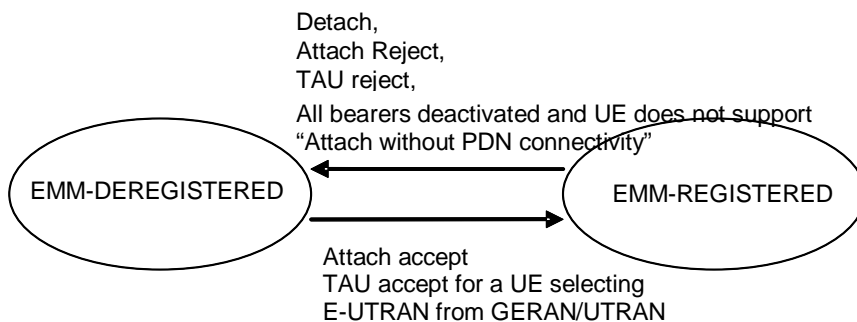 Detach,
Attach Reject,
TAU reject,
All bearers deactivated and UE does not support
“Attach without PDN connectivity”
EMM-DEREGISTERED
EMM-REGISTERED
Attach accept
TAU accept for a UE selecting
E-UTRAN from GERAN/UTRAN